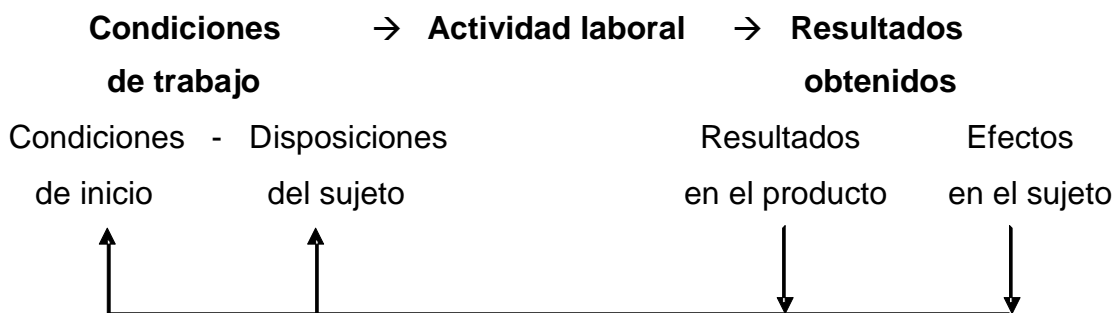 Condiciones → Actividad laboral → Resultados
de trabajo obtenidos
Condiciones - Disposiciones Resultados Efectos
de inicio del sujeto en el producto en el sujeto